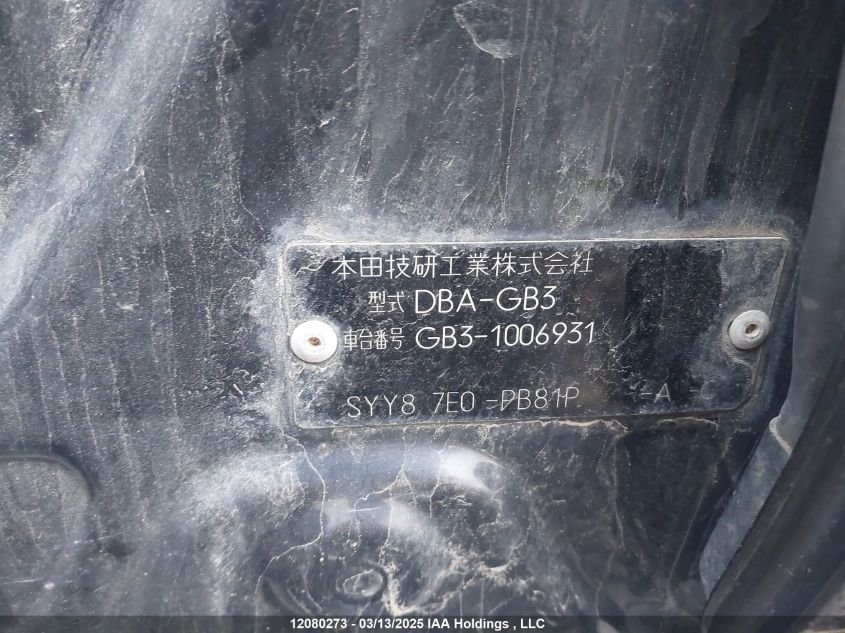 本田技研工業株式会社
型式 DBA-GB3
車台番号 GB3-1006931
SYY8 7E0 -PB81P -A
12080273 - 03/13/2025 IAA Holdings , LLC